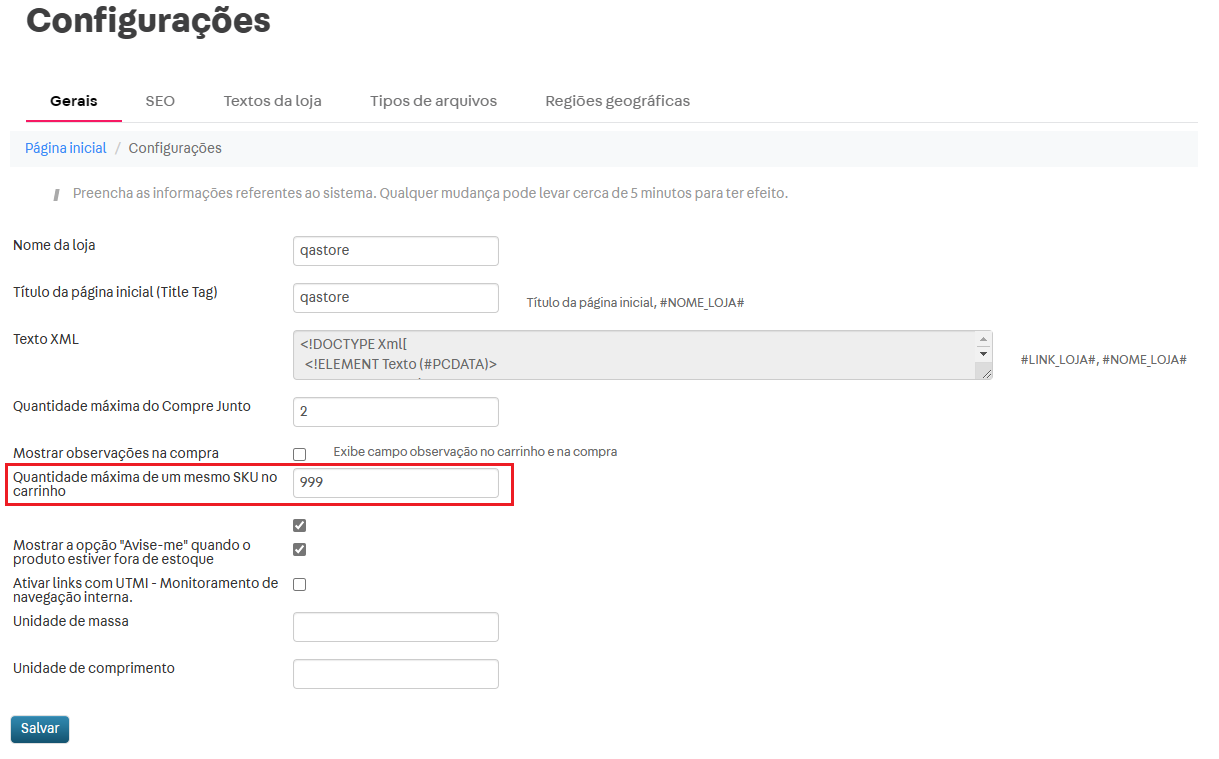 Configurações
Gerais SEO Textos da loja Tipos de arquivos Regiões geográficas
Página inicial / Configurações
Preencha as informações referentes ao sistema. Qualquer mudança pode levar cerca de 5 minutos para ter efeito.
Nome da loja qastore
Título da página inicial (Title Tag) qastore Título da página inicial, #NOME_LOJA#
Texto XML <!DOCTYPE Xml[
<!ELEMENT Texto (#PCDATA)>
#LINK_LOJA#, #NOME_LOJA#
Quantidade máxima do Compre Junto 2
Mostrar observações na compra Exibe campo observação no carrinho e na compra
Quantidade máxima de um mesmo SKU no
carrinho
999
Mostrar a opção "Avise-me" quando o
produto estiver fora de estoque
Ativar links com UTMI - Monitoramento de
navegação interna.
Unidade de massa
Unidade de comprimento
Salvar